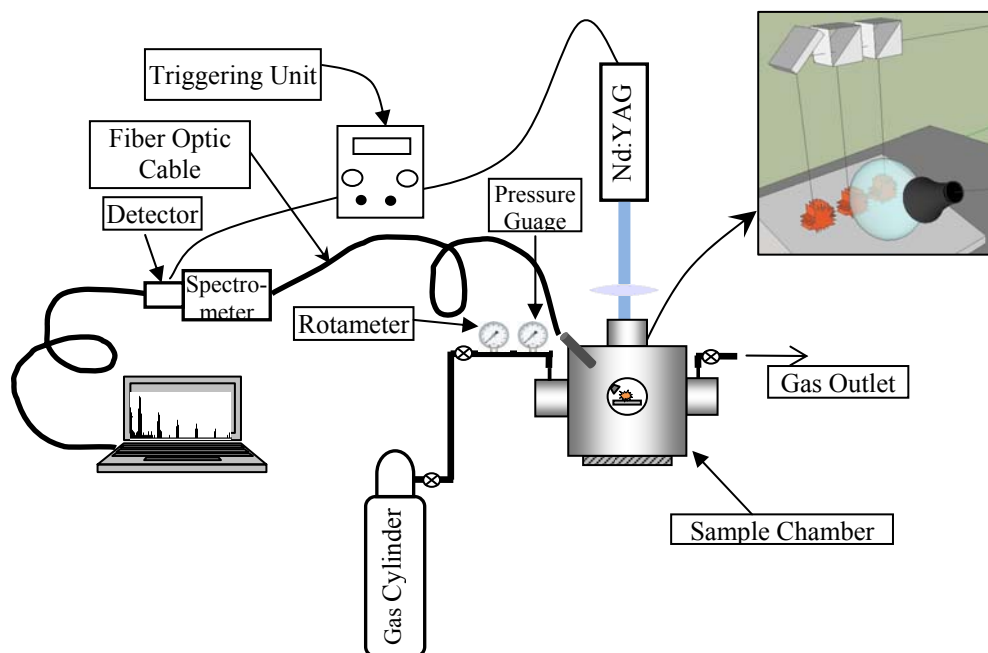 Triggering Unit
Fiber Optic
Cable
Detector
Spectro-
meter
Nd:YAG
Pressure
Guage
Rotameter
Gas Outlet
Sample Chamber
Gas Cylinder